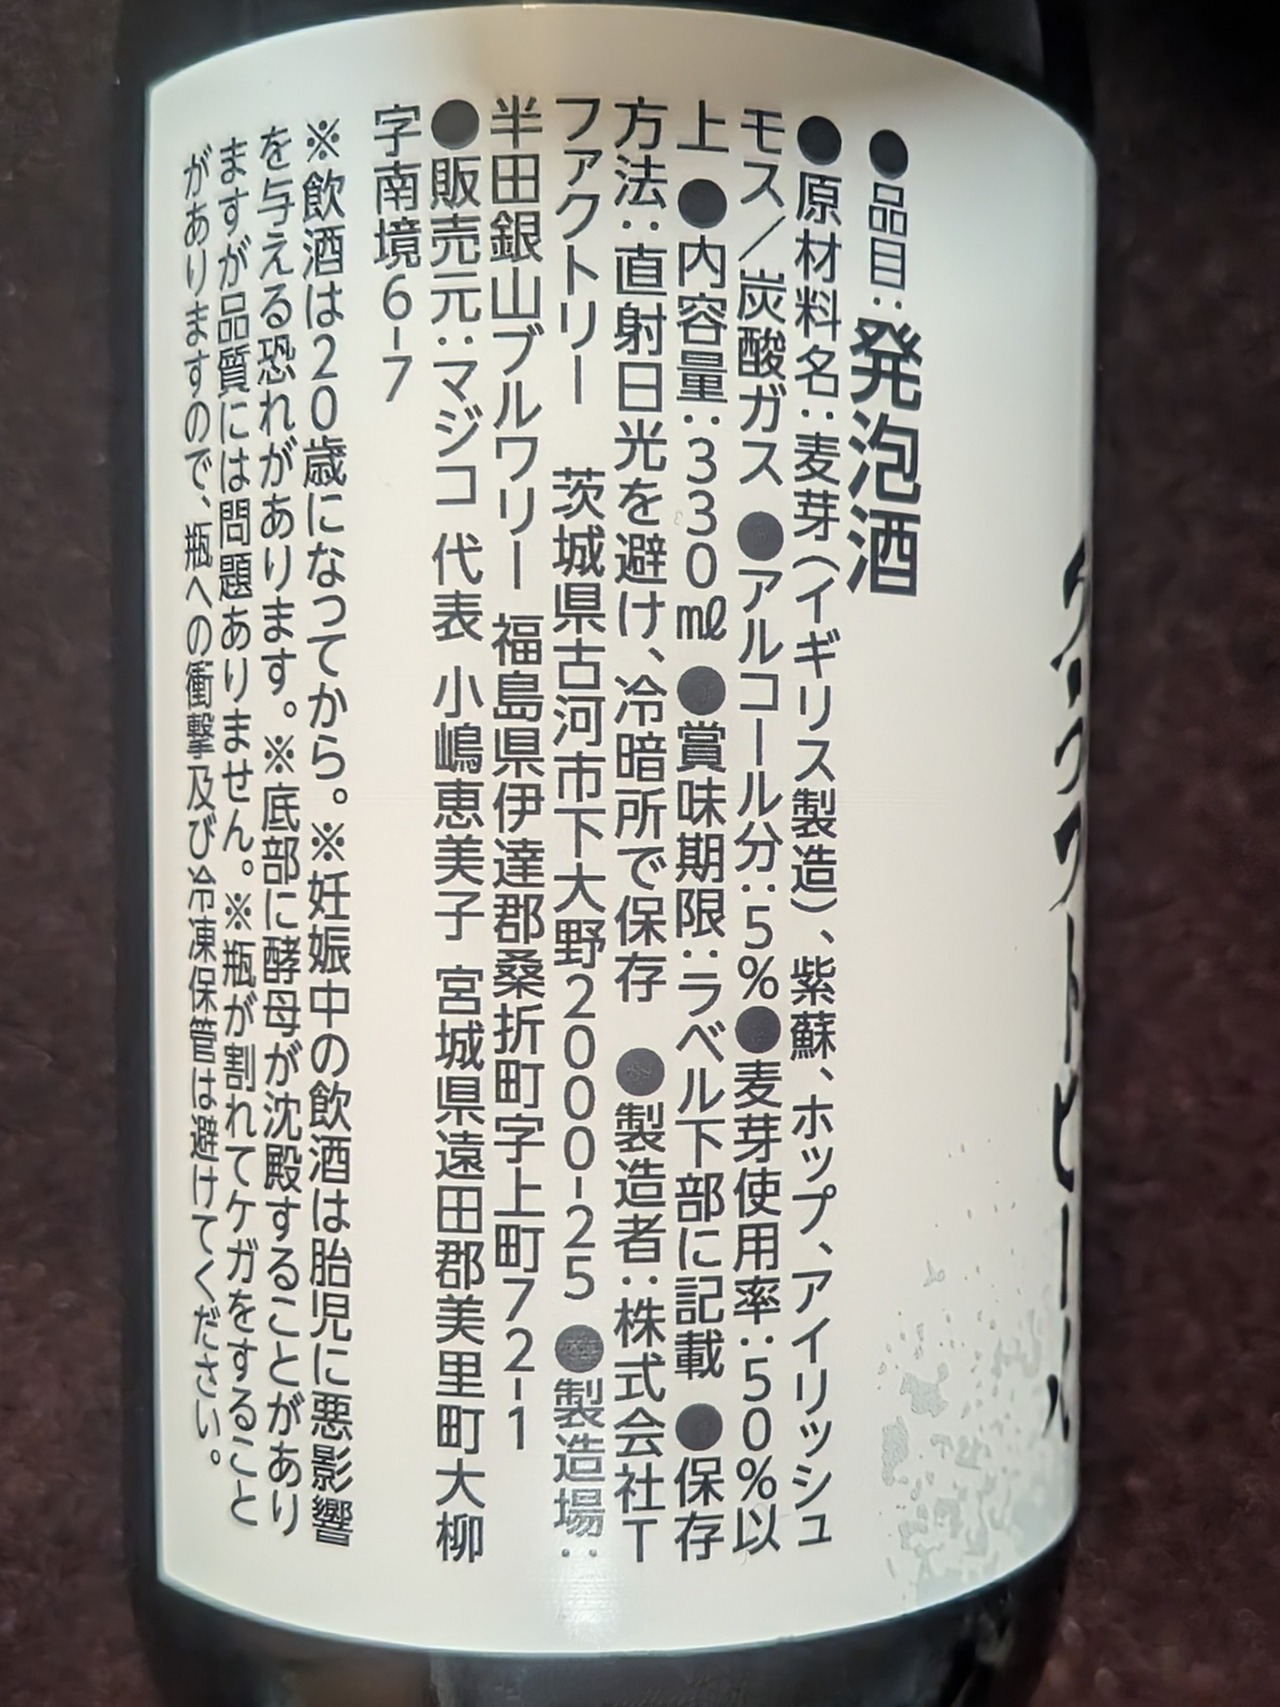 クラフトビール
●品目：発泡酒
●原材料名：麦芽（イギリス製造）、紫蘇、ホップ、アイリッシュ
モス／炭酸ガス ●アルコール分：5％ ●麦芽使用率：50％以
上 ●内容量：330㎖ ●賞味期限：ラベル下部に記載 ●保存
方法：直射日光を避け、冷暗所で保存 ●製造者：株式会社T
ファクトリー 茨城県古河市下大野2000-25 ●製造場：
半田銀山ブルワリー 福島県伊達郡桑折町字上町72-1
●販売元：マジコ 代表 小嶋恵美子 宮城県遠田郡美里町大柳
字南境6-7
※飲酒は20歳になってから。※妊娠中の飲酒は胎児に悪影響
を与える恐れがあります。※底部に酵母が沈殿することがあり
ますが品質には問題ありません。※瓶が割れてケガをすること
がありますので、瓶への衝撃及び冷凍保管は避けてください。